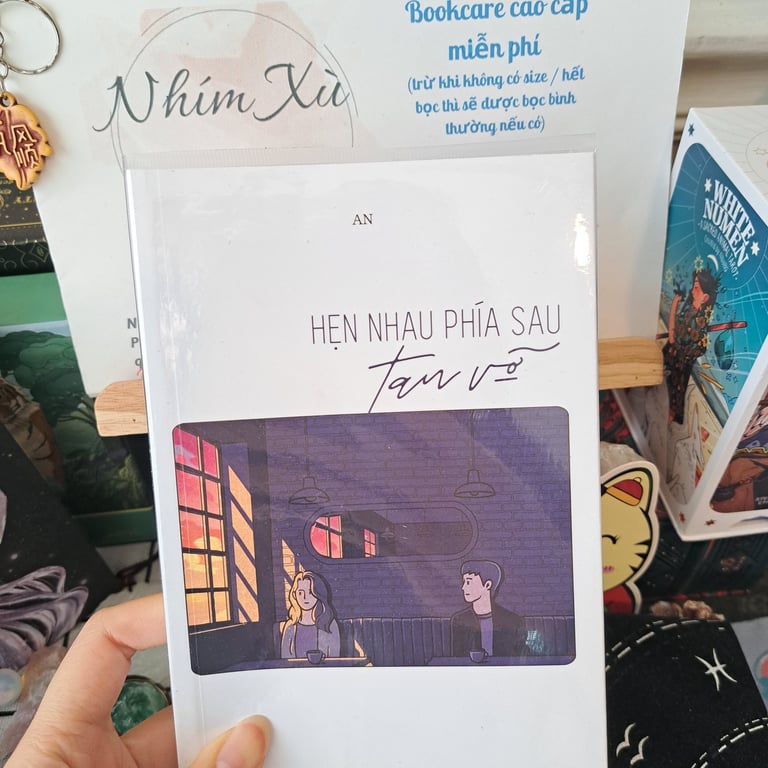 Bookcare cao cấp
miễn phí
(trừ khi không có size / hết
bọc thì sẽ được bọc bình
thường nếu có)
Nhím Xù
AN
HẸN NHAU PHÍA SAU
tan vỡ
WHITE
NUMEN